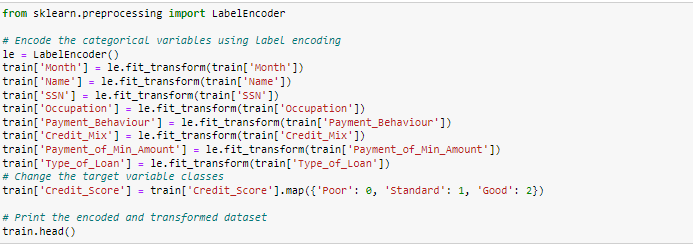 from sklearn.preprocessing import LabelEncoder
# Encode the categorical variables using label encoding
le = LabelEncoder()
train['Month'] = le.fit_transform(train['Month'])
train['Name'] = le.fit_transform(train['Name'])
train['SSN'] = le.fit_transform(train['SSN'])
train['Occupation'] = le.fit_transform(train['Occupation'])
train['Payment_Behaviour'] = le.fit_transform(train['Payment_Behaviour'])
train['Credit_Mix'] = le.fit_transform(train['Credit_Mix'])
train['Payment_of_Min_Amount'] = le.fit_transform(train['Payment_of_Min_Amount'])
train['Type_of_Loan'] = le.fit_transform(train['Type_of_Loan'])
# Change the target variable classes
train['Credit_Score'] = train['Credit_Score'].map({'Poor': 0, 'Standard': 1, 'Good': 2})
# Print the encoded and transformed dataset
train.head()